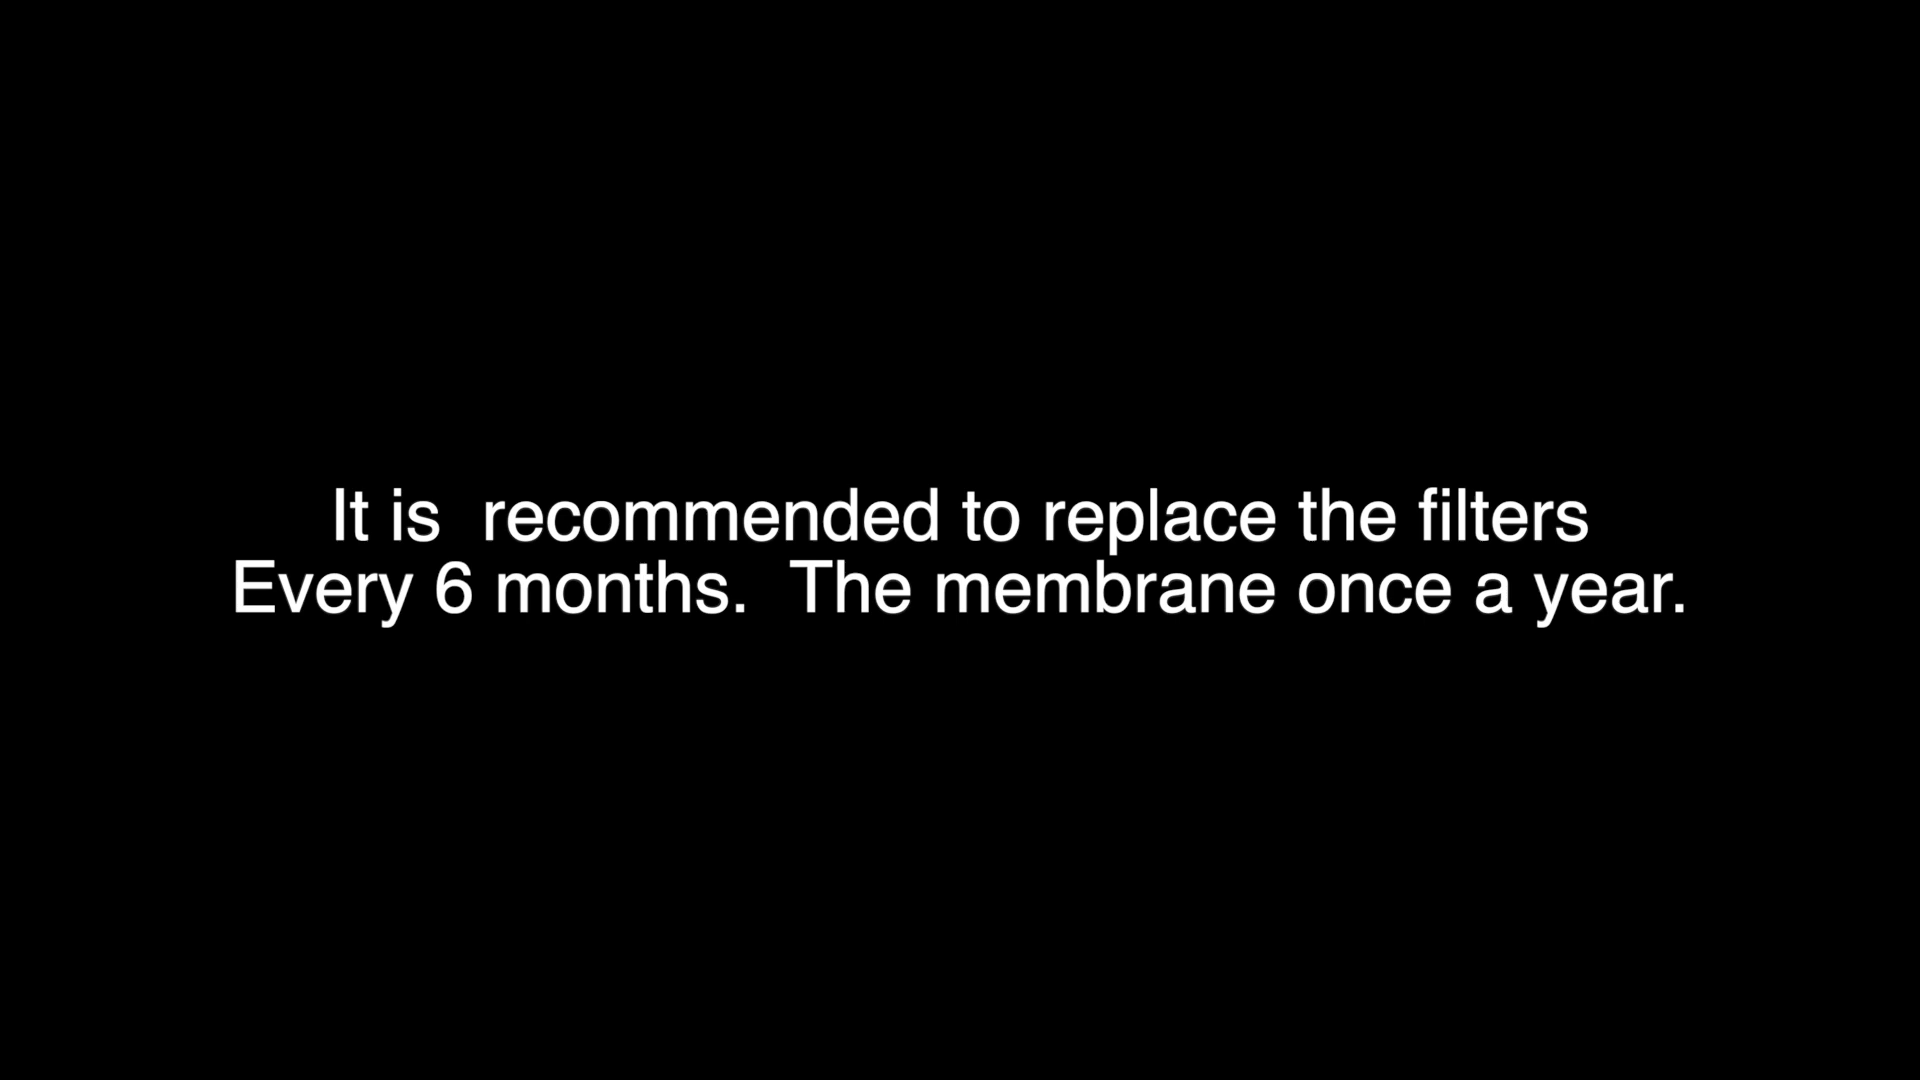 It is  recommended to replace the filters
Every 6 months.  The membrane once a year.